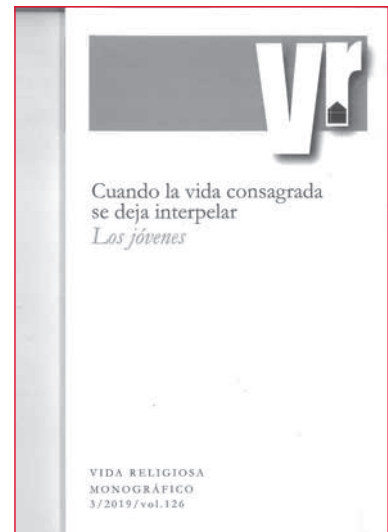 vr
Cuando la vida consagrada
se deja interpelar
Los jóvenes
VIDA RELIGIOSA
MONOGRÁFICO
3/2019/vol.126